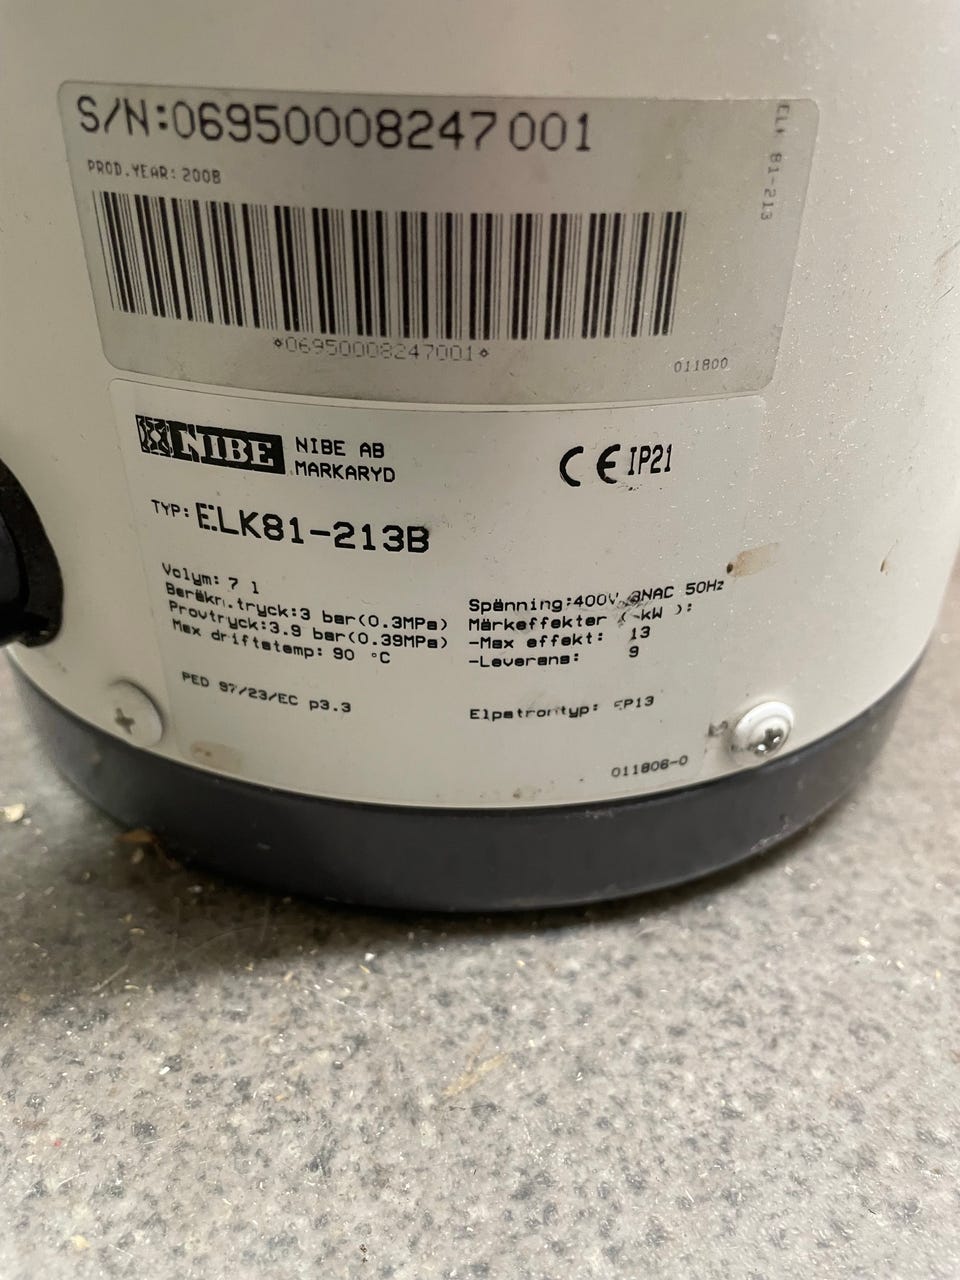 S/N:06950008247001
PROD.YEAR: 2008
ELK 81-213
*06950008247001*
011800
NIBE
NIBE AB
MARKARYD
CE IP21
TYP: ELK81-213B
Volym: 7 l
Beräkn.tryck:3 bar(0.3MPa)
Provtryck:3.9 bar(0.39MPa)
Max driftstemp: 90 °C
PED 97/23/EC p3.3
Spänning:400V 3NAC 50Hz
Märkeffekter ( kW ):
-Max effekt: 13
-Leverans: 9
Elpatrontyp: EP13
011806-0